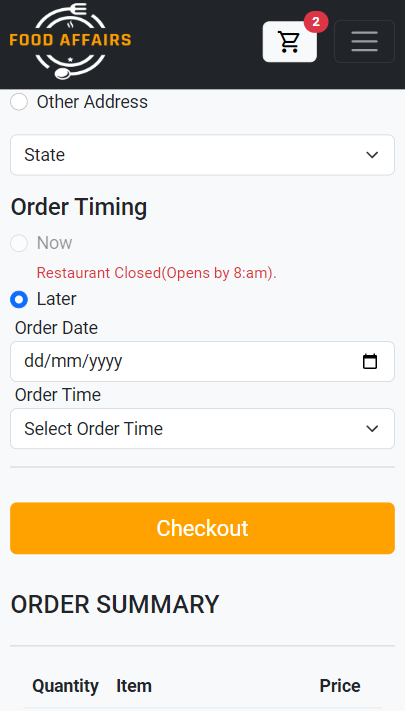 FOOD AFFAIRS
2
Other Address
State
Order Timing
Now
Restaurant Closed(Opens by 8:am).
Later
Order Date
dd/mm/yyyy
Order Time
Select Order Time
Checkout
ORDER SUMMARY
Quantity Item Price